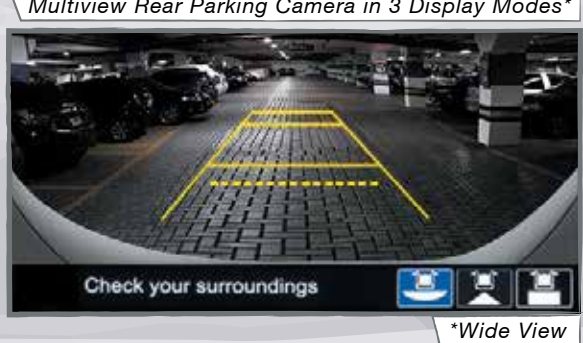 Multiview Rear Parking Camera in 3 Display Modes*
Check your surroundings
*Wide View